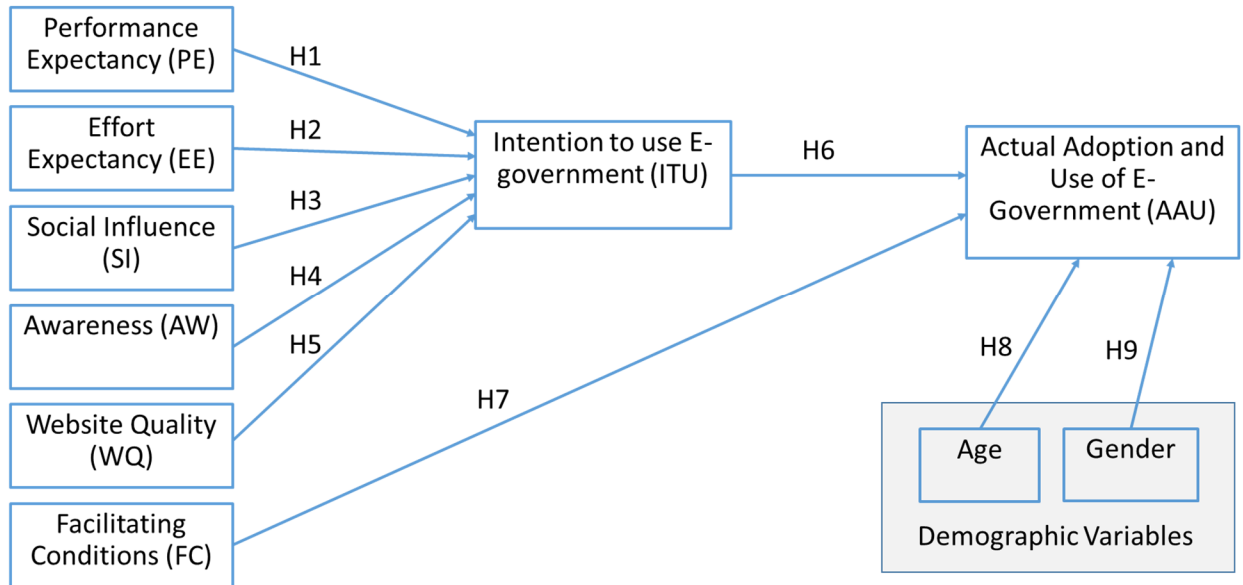 Performance
Expectancy (PE)
H1
Effort
Expectancy (EE)
H2
Social Influence
(SI)
H3
Awareness (AW)
H4
Website Quality
(WQ)
H5
Facilitating
Conditions (FC)
H7
Intention to use E-
government (ITU)
H6
Actual Adoption and
Use of E-
Government (AAU)
H8
H9
Age
Gender
Demographic Variables